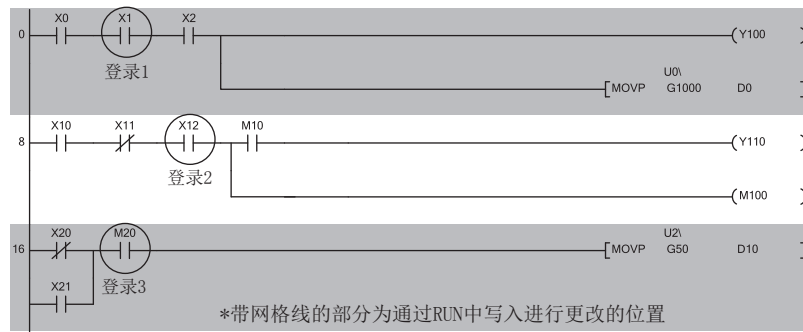 X0 X1 X2
0 Y100
登录1
U0\
MOVP G1000 D0
X10 X11 X12 M10
8 Y110
登录2
M100
X20 M20
U2\
16 MOVP G50 D10
X21
登录3
*带网格线的部分为通过RUN中写入进行更改的位置